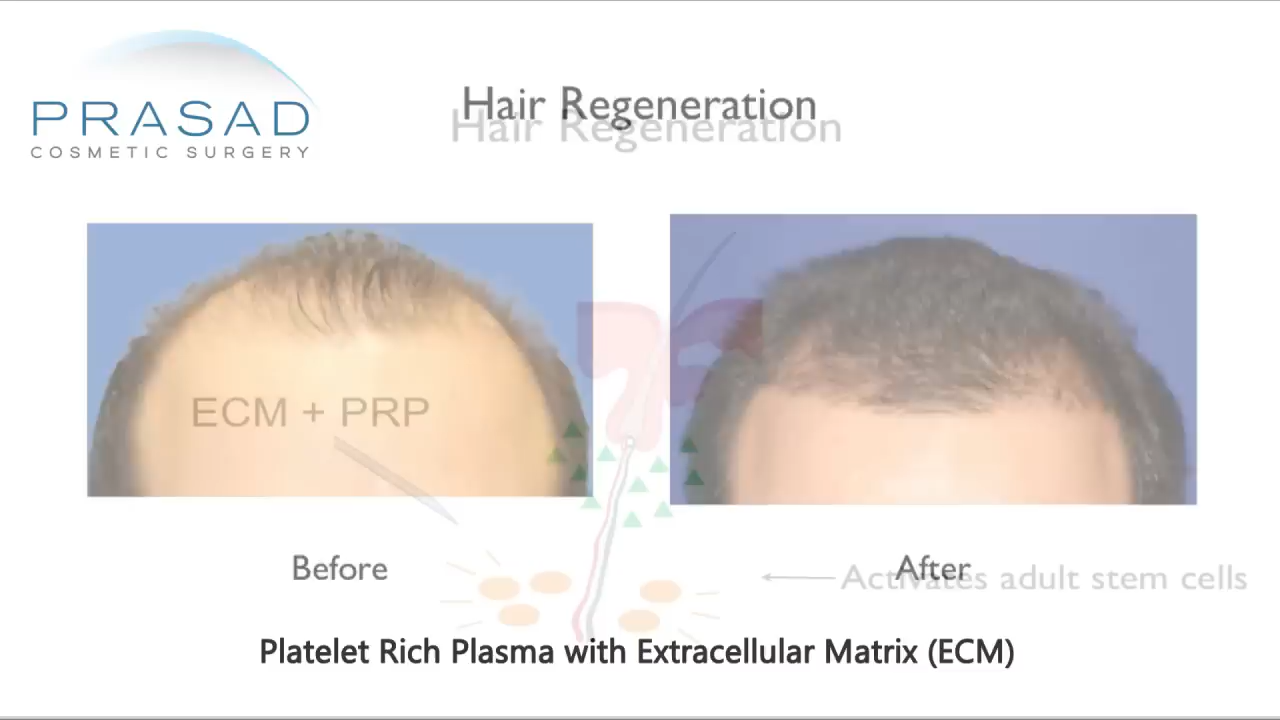 PRASAD
COSMETIC SURGERY
Hair Regeneration
Hair Regeneration
ECM + PRP
Before
After
Activates adult stem cells
Platelet Rich Plasma with Extracellular Matrix (ECM)